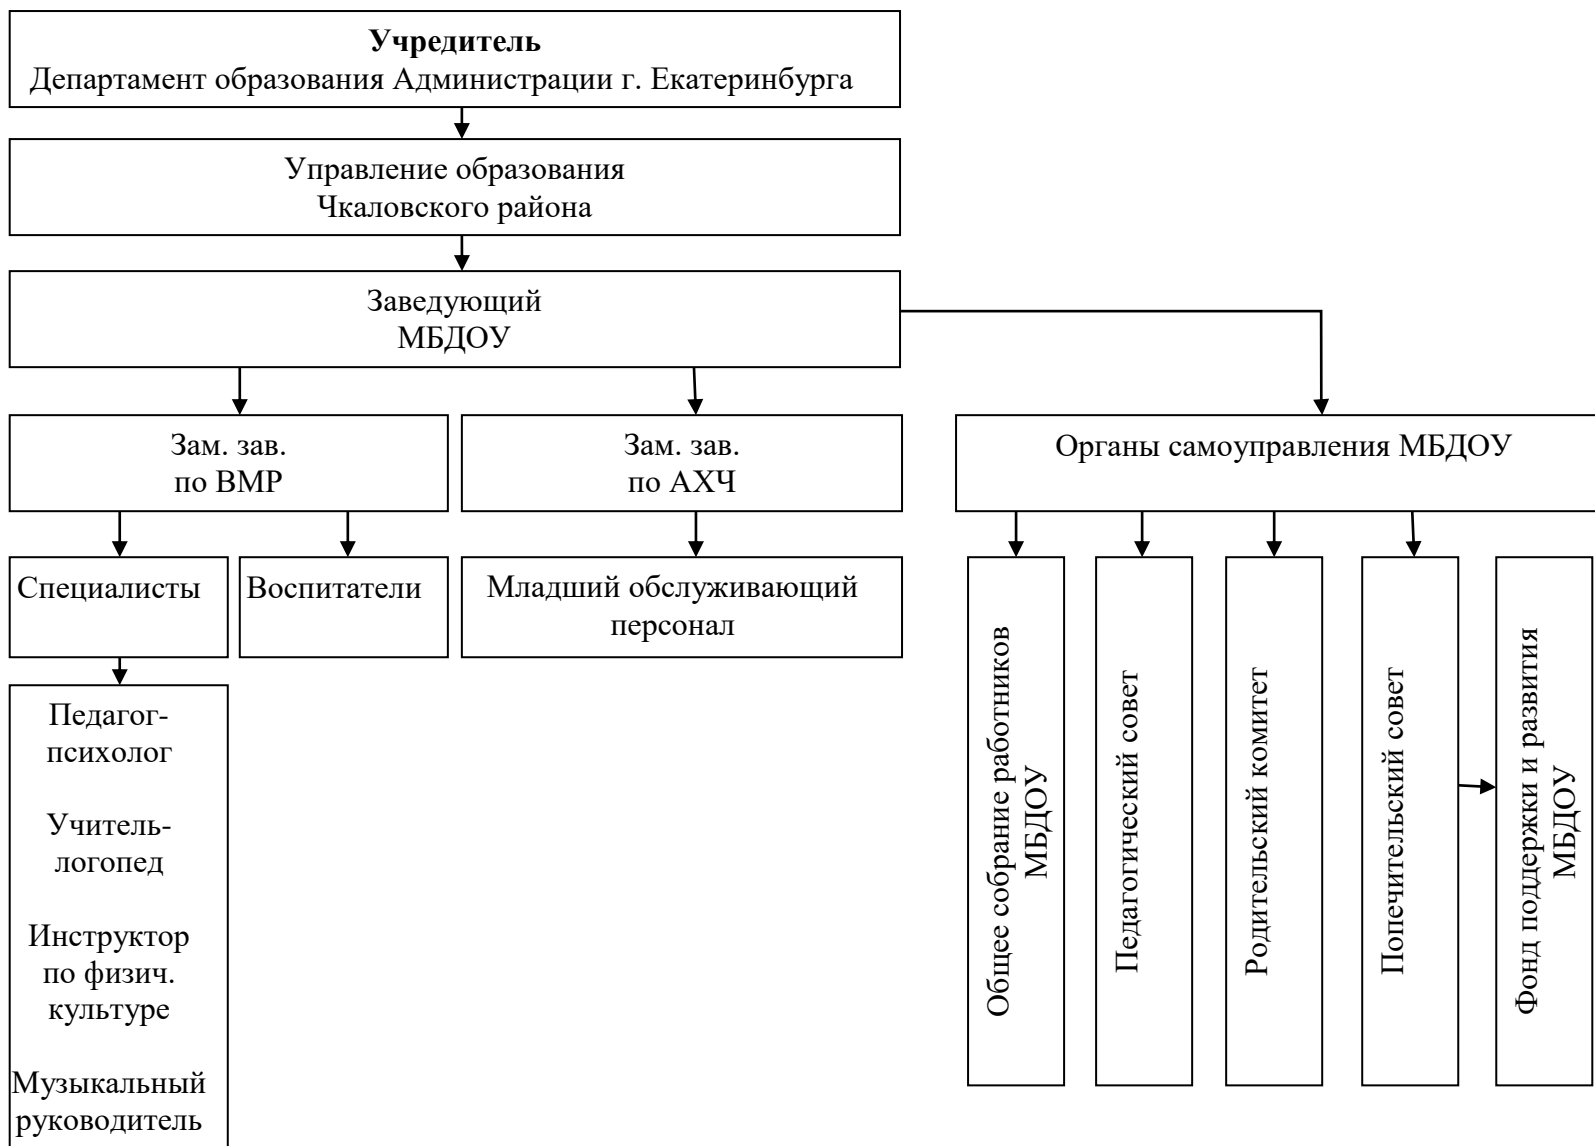 Учредитель
Департамент образования Администрации г. Екатеринбурга
Управление образования
Чкаловского района
Заведующий
МБДОУ
Зам. зав.
по ВМР
Зам. зав.
по АХЧ
Органы самоуправления МБДОУ
Специалисты
Воспитатели
Младший обслуживающий
персонал
Педагог-
психолог
Учитель-
логопед
Инструктор
по физич.
культуре
Музыкальный
руководитель
Общее собрание работников
МБДОУ
Педагогический совет
Родительский комитет
Попечительский совет
Фонд поддержки и развития
МБДОУ